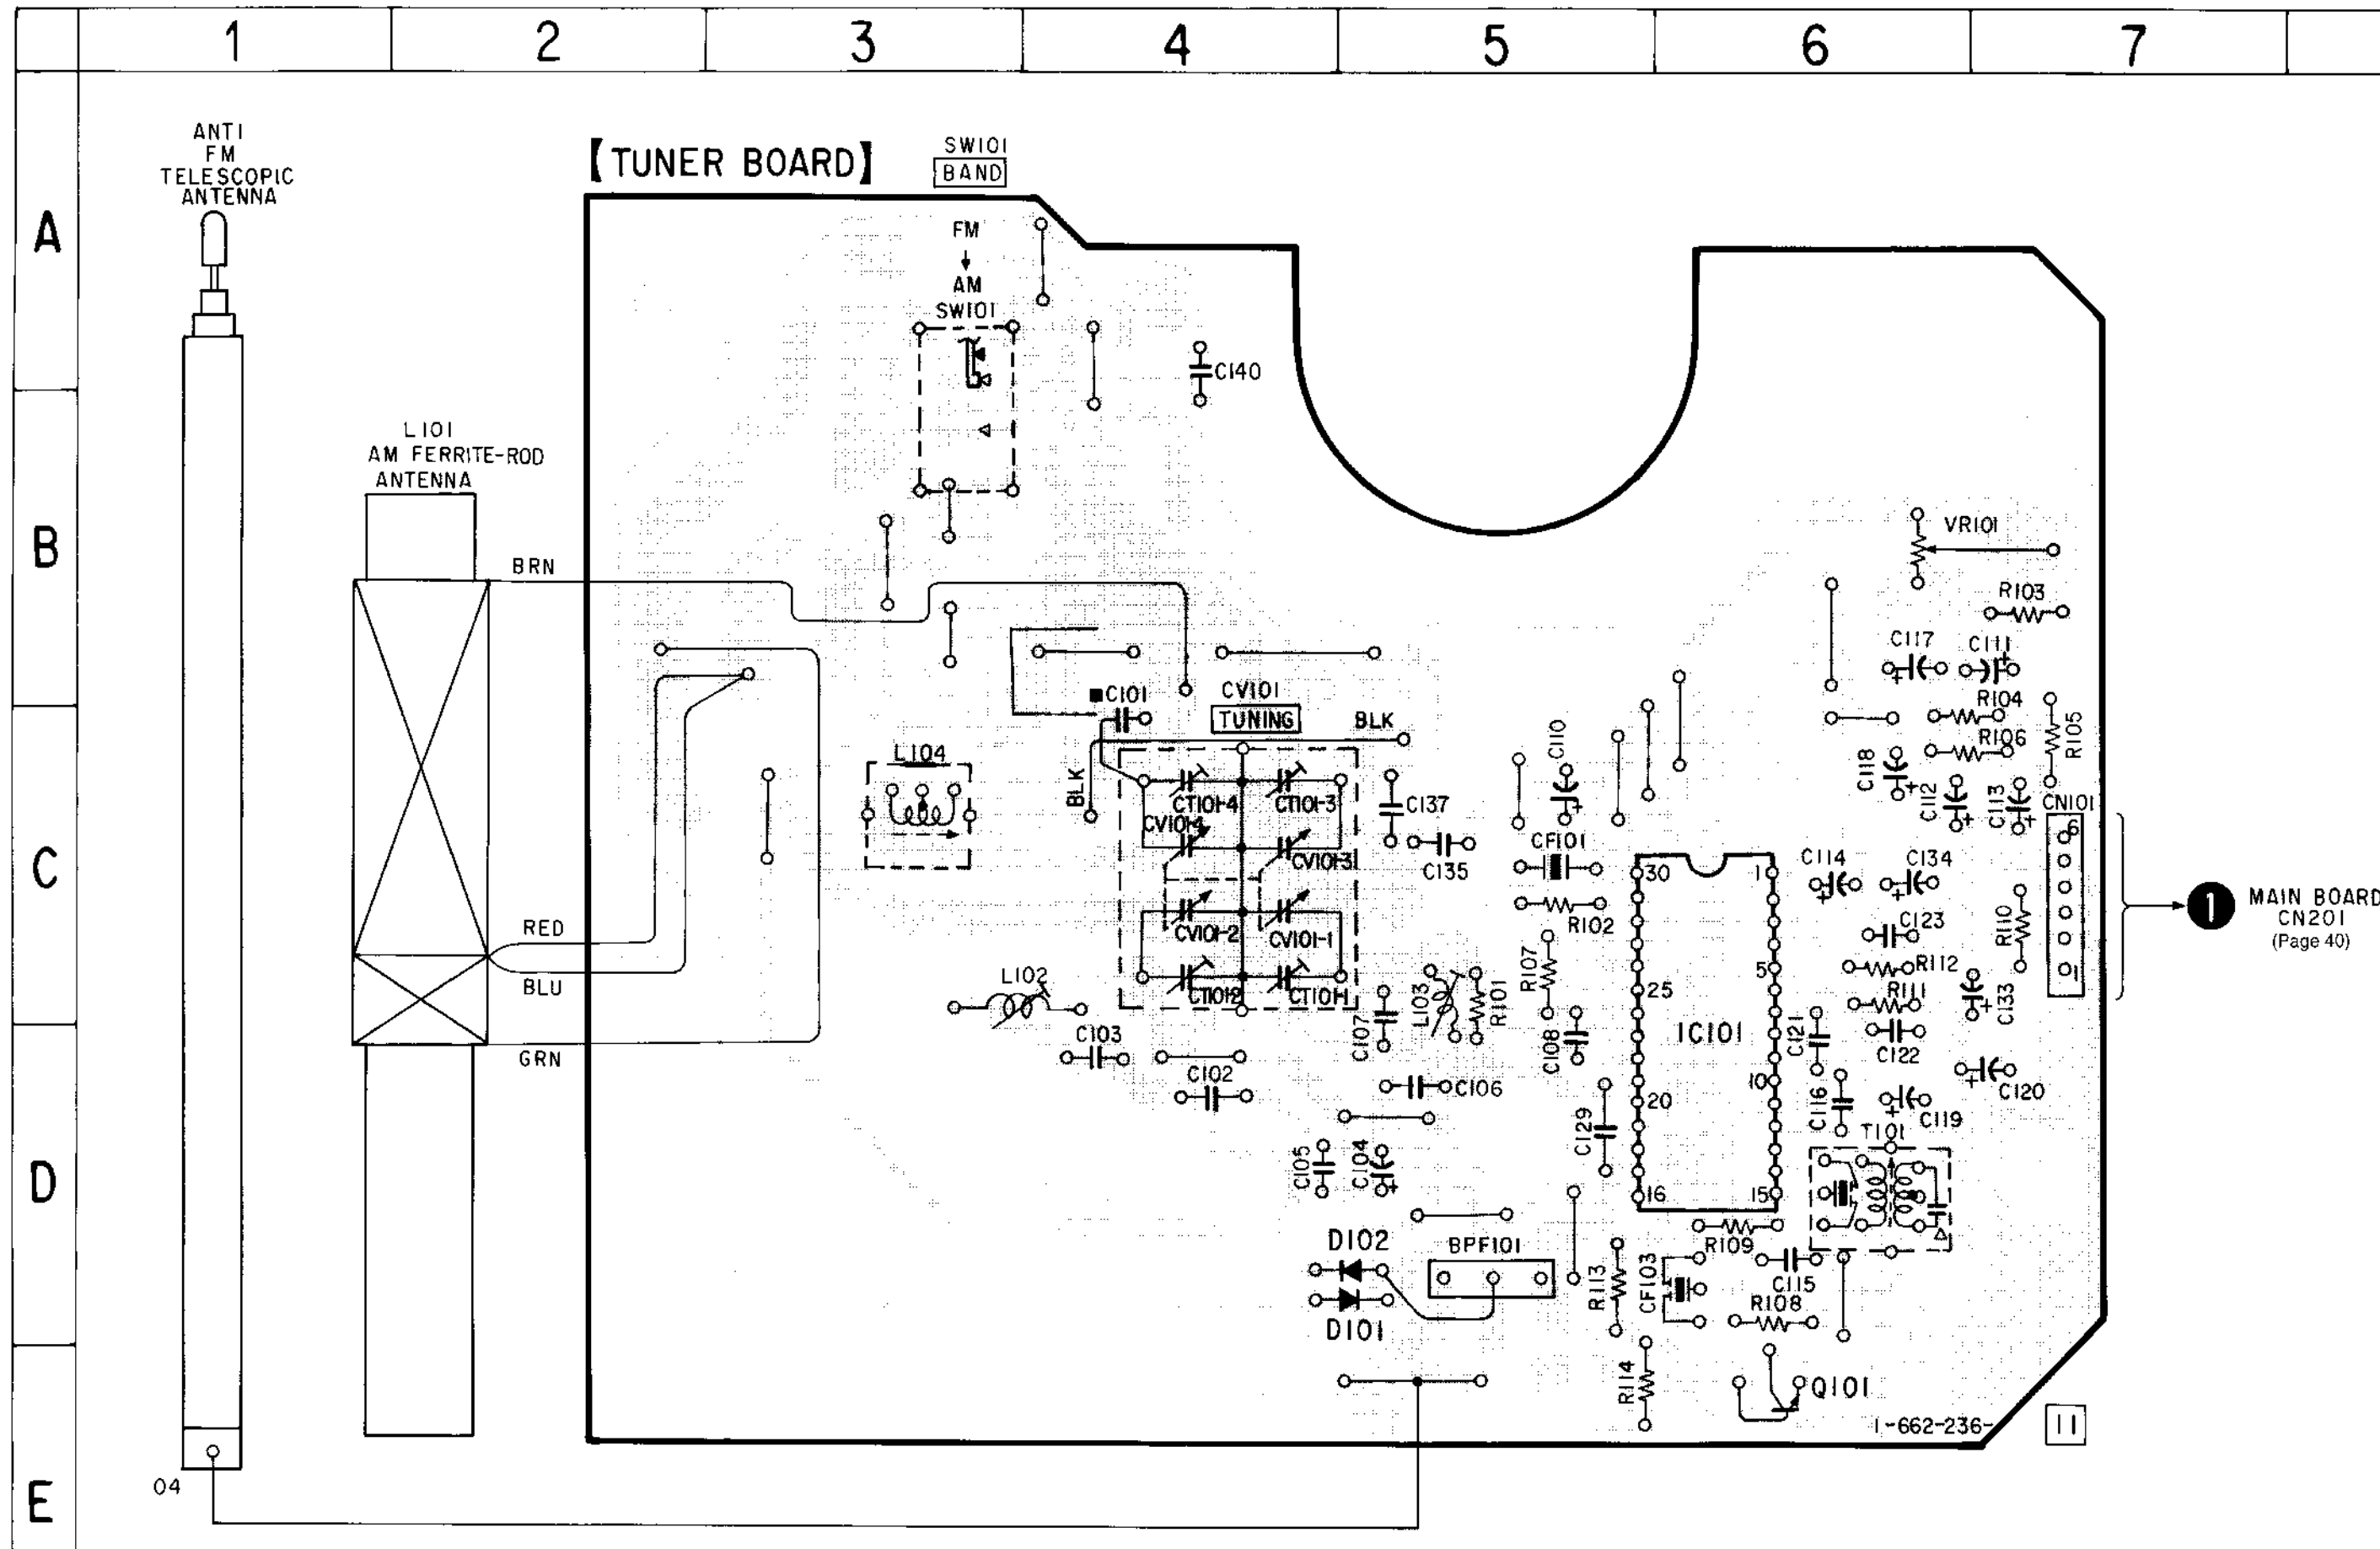 1 2 3 4 5 6 7
A
B
C
D
E
ANT1
FM
TELESCOPIC
ANTENNA
04
L101
AM FERRITE-ROD
ANTENNA
BRN
RED
BLU
GRN
【TUNER BOARD】
SW101
BAND
FM
AM
SW101
C140
VR101
R103
C117
C111
+
+
R104
R106
R105
C101
CV101
TUNING
BLK
BLK
L104
CT101-4
CT101-3
CV101-4
CV101-3
CV101-2
CV101-1
CT101-2
CT101-1
C137
C135
C110
+
CF101
R102
R107
C118
+
C112
+
C113
+
CN101
6
1
C114
+
C134
+
C123
R110
R112
R111
C133
+
C122
C121
1
MAIN BOARD
CN201
(Page 40)
30
1
5
25
IC101
10
20
16
15
L102
C103
C102
C107
L103
R101
C108
C106
C129
C105
C104
+
C116
C119
+
C120
+
T101
D102
D101
BPF101
R113
CF103
R109
C115
R108
R114
Q101
1-662-236-
11